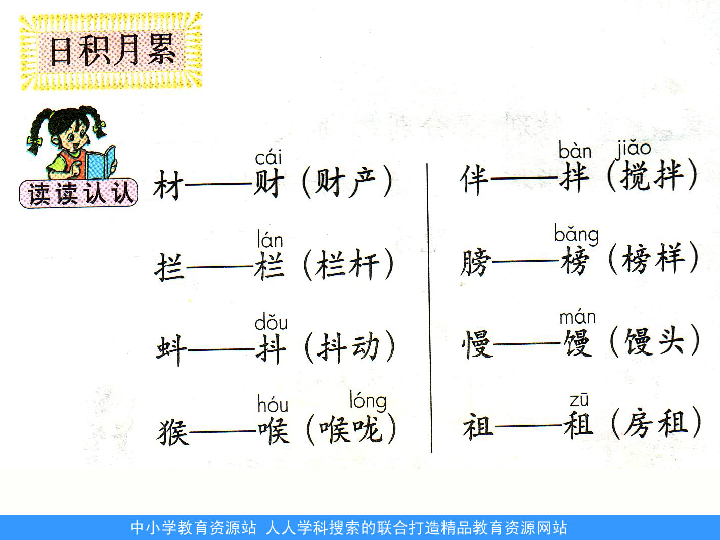 日积月累
读读认认
cái
材——财（财产）
lán
拦——栏（栏杆）
dǒu
蚪——抖（抖动）
hóu lóng
猴——喉（喉咙）
bàn jiǎo
伴——拌（搅拌）
bǎng
膀——榜（榜样）
mán
慢——馒（馒头）
zū
祖——租（房租）
中小学教育资源站 人人学科搜索的联合打造精品教育资源网站